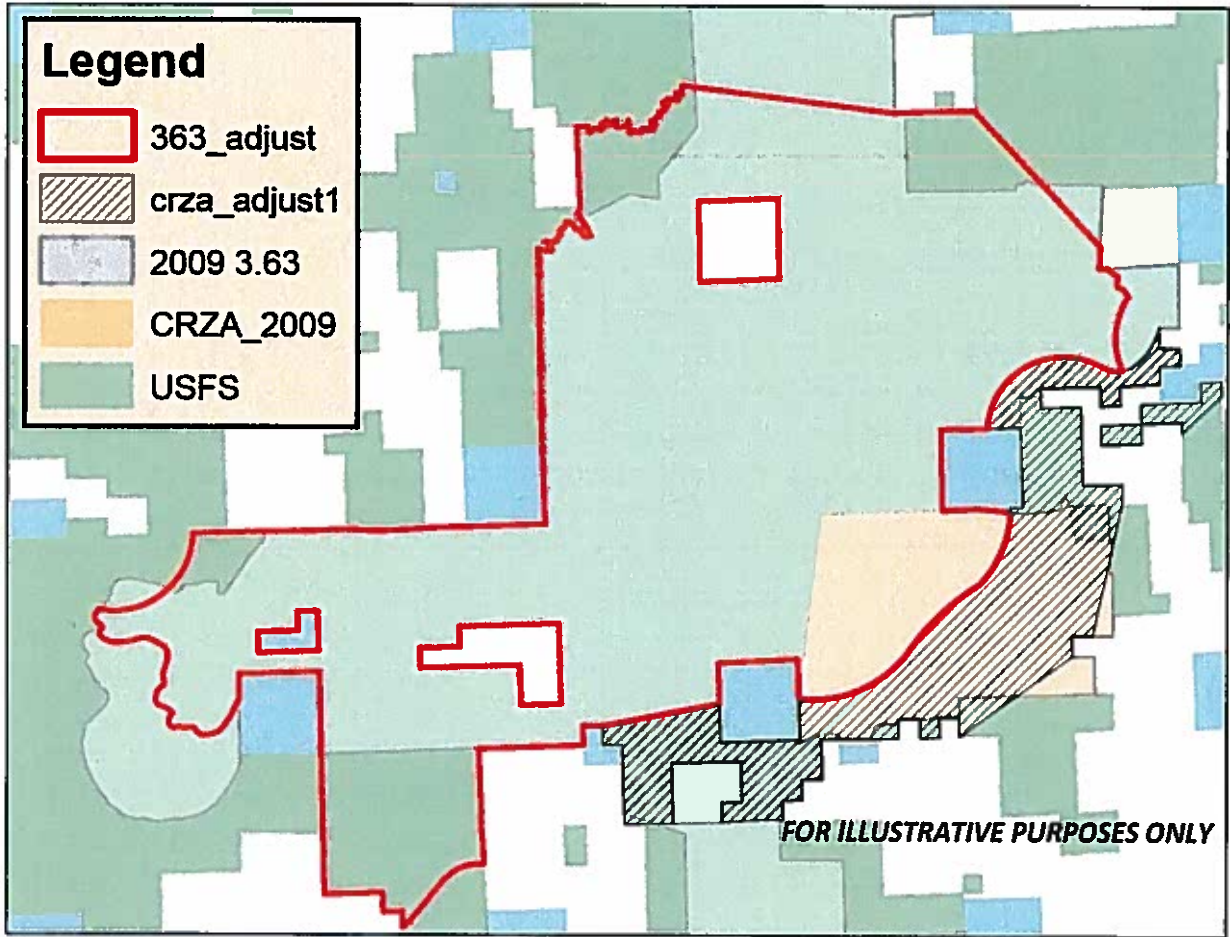 Legend
363_adjust
crza_adjust1
2009 3.63
CRZA_2009
USFS
FOR ILLUSTRATIVE PURPOSES ONLY